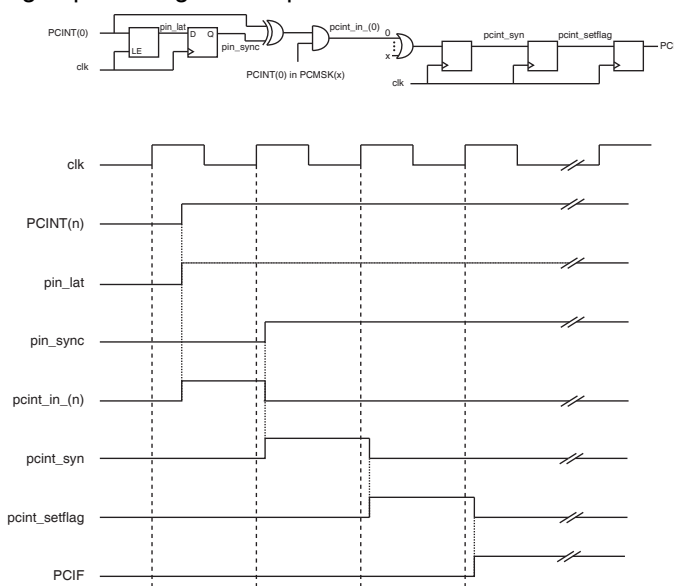 PCINT(0)
LE
clk
pin_lat
D Q
pin_sync
PCINT(0) in PCMSK(x)
pcint_in_(0)
0
x
clk
pcint_syn
pcint_setflag
PC
clk
PCINT(n)
pin_lat
pin_sync
pcint_in_(n)
pcint_syn
pcint_setflag
PCIF